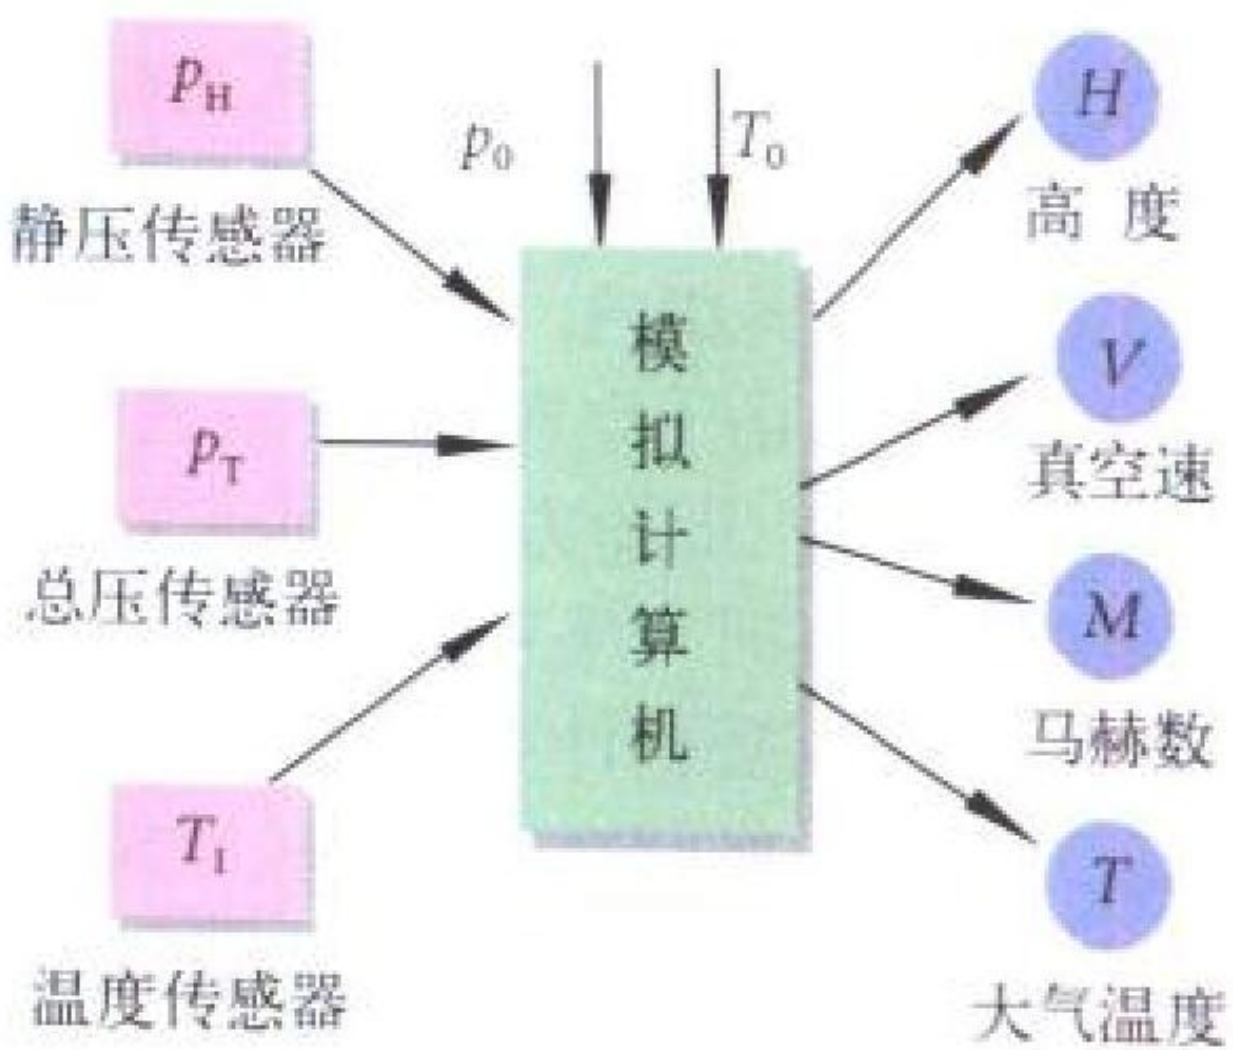 p_H
静压传感器
p_T
总压传感器
T_1
温度传感器
p_0
T_0
模拟计算机
H
高度
V
真空速
M
马赫数
T
大气温度